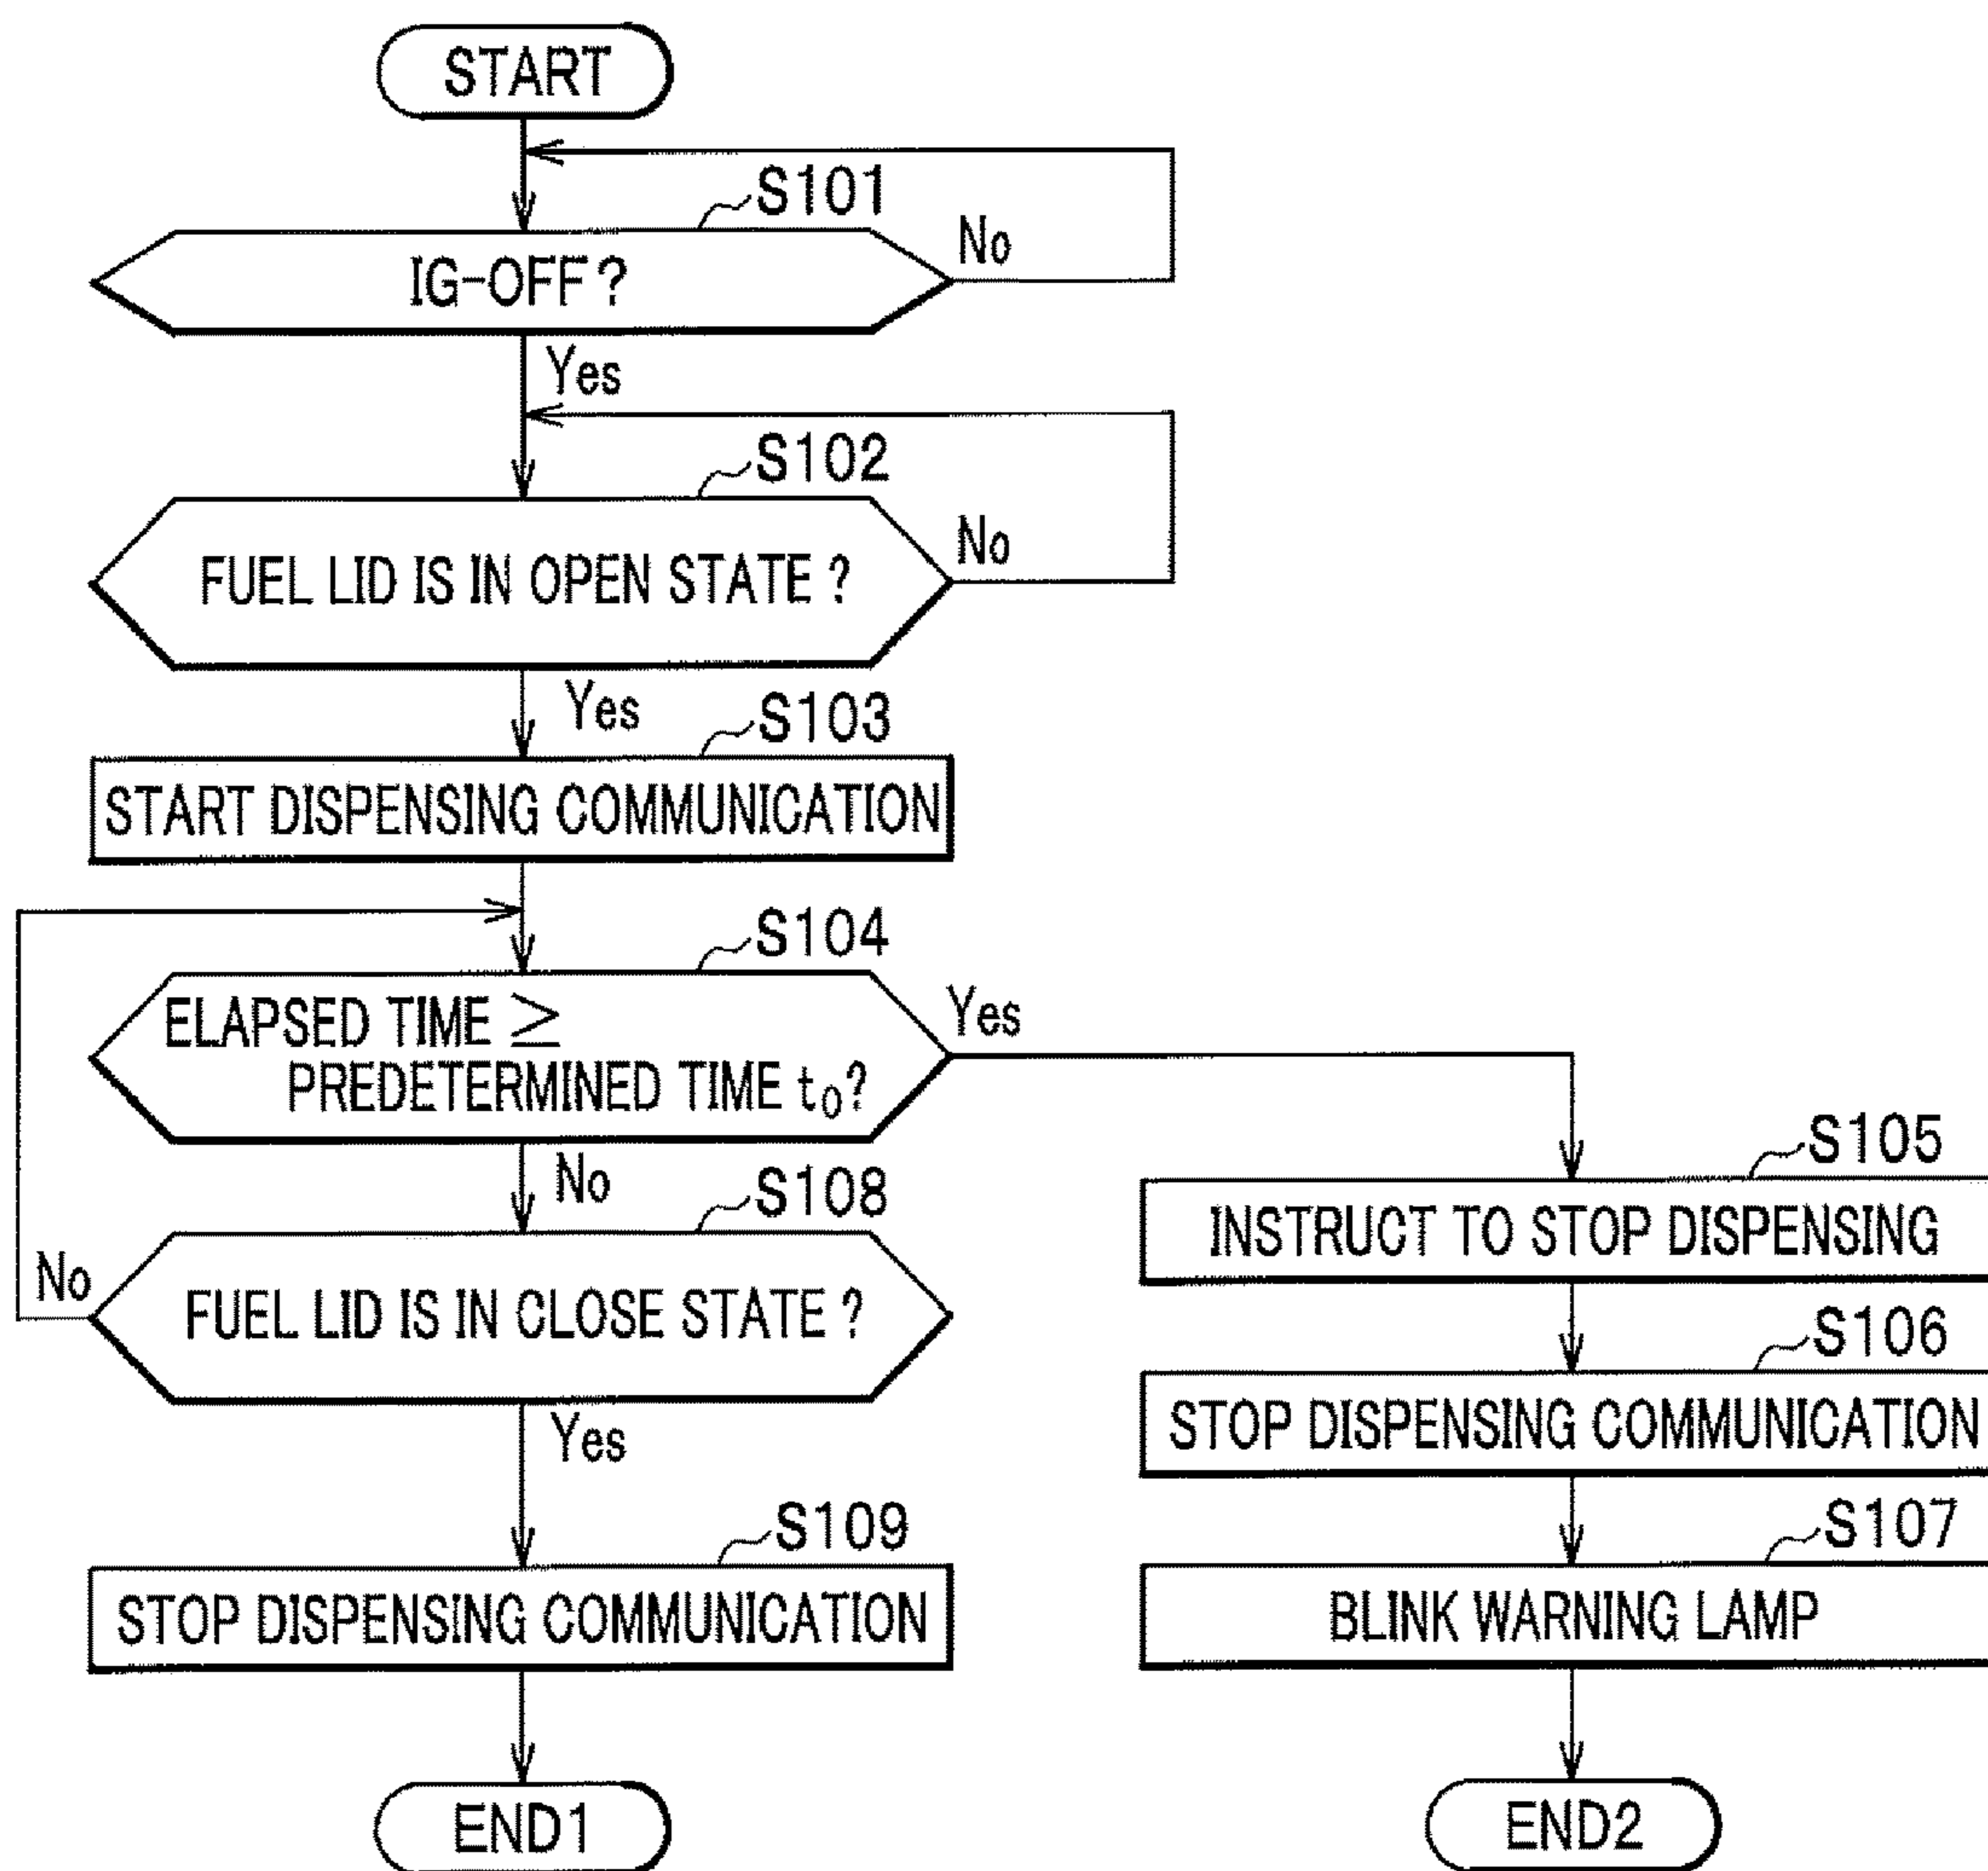 START
S101
IG-OFF?
No
Yes
S102
FUEL LID IS IN OPEN STATE?
No
Yes
S103
START DISPENSING COMMUNICATION
S104
ELAPSED TIME ≥
PREDETERMINED TIME t₀?
Yes
No
S108
FUEL LID IS IN CLOSE STATE?
No
Yes
S109
STOP DISPENSING COMMUNICATION
END1
S105
INSTRUCT TO STOP DISPENSING
S106
STOP DISPENSING COMMUNICATION
S107
BLINK WARNING LAMP
END2